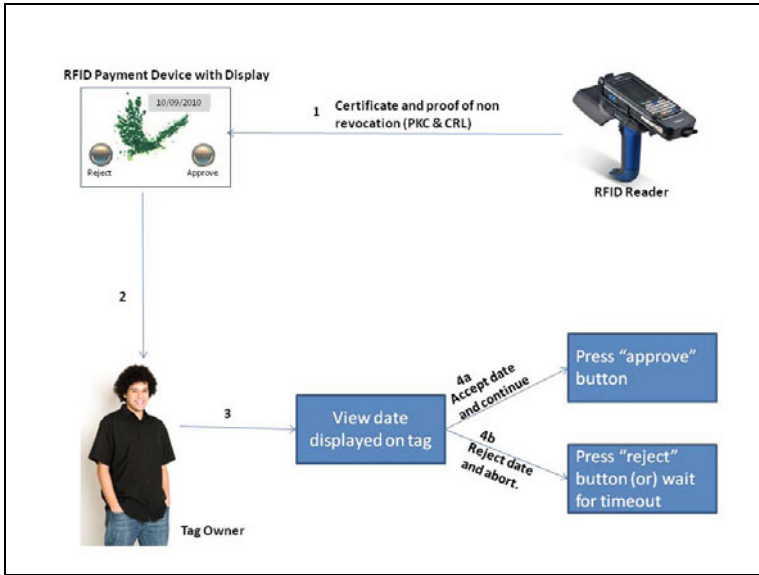 RFID Payment Device with Display
10/09/2010
Reject
Approve
1
Certificate and proof of non
revocation (PKC & CRL)
RFID Reader
2
3
Tag Owner
View date
displayed on tag
4a
Accept date
and continue
4b
Reject date
and abort.
Press "approve"
button
Press "reject"
button (or) wait
for timeout